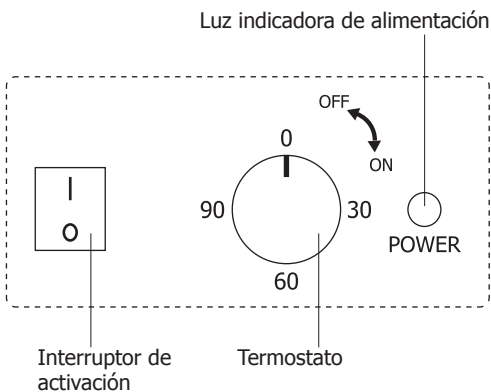 Luz indicadora de alimentación
OFF
0
ON
I
O
90
30
POWER
60
Interruptor de
activación
Termostato